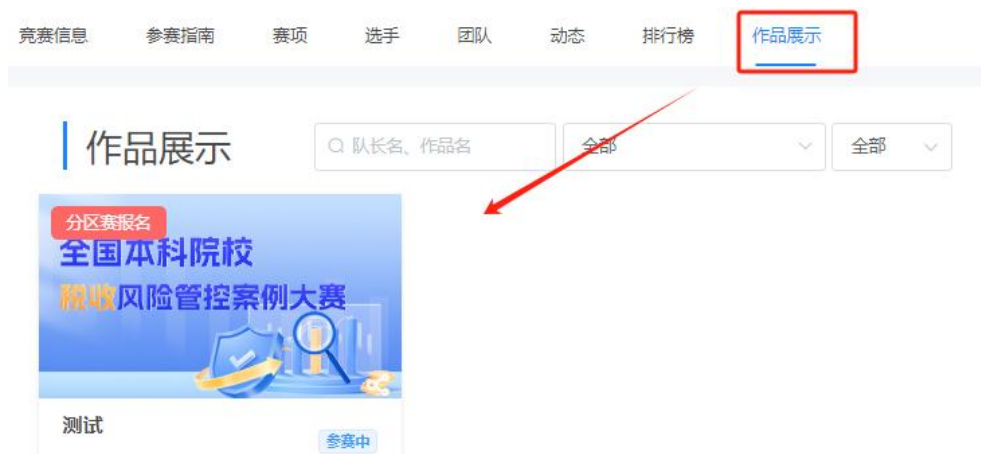 竞赛信息 参赛指南 赛项 选手 团队 动态 排行榜 作品展示
作品展示 队长名、作品名 全部 全部
分区赛报名
全国本科院校
税收风险管控案例大赛
测试
参赛中